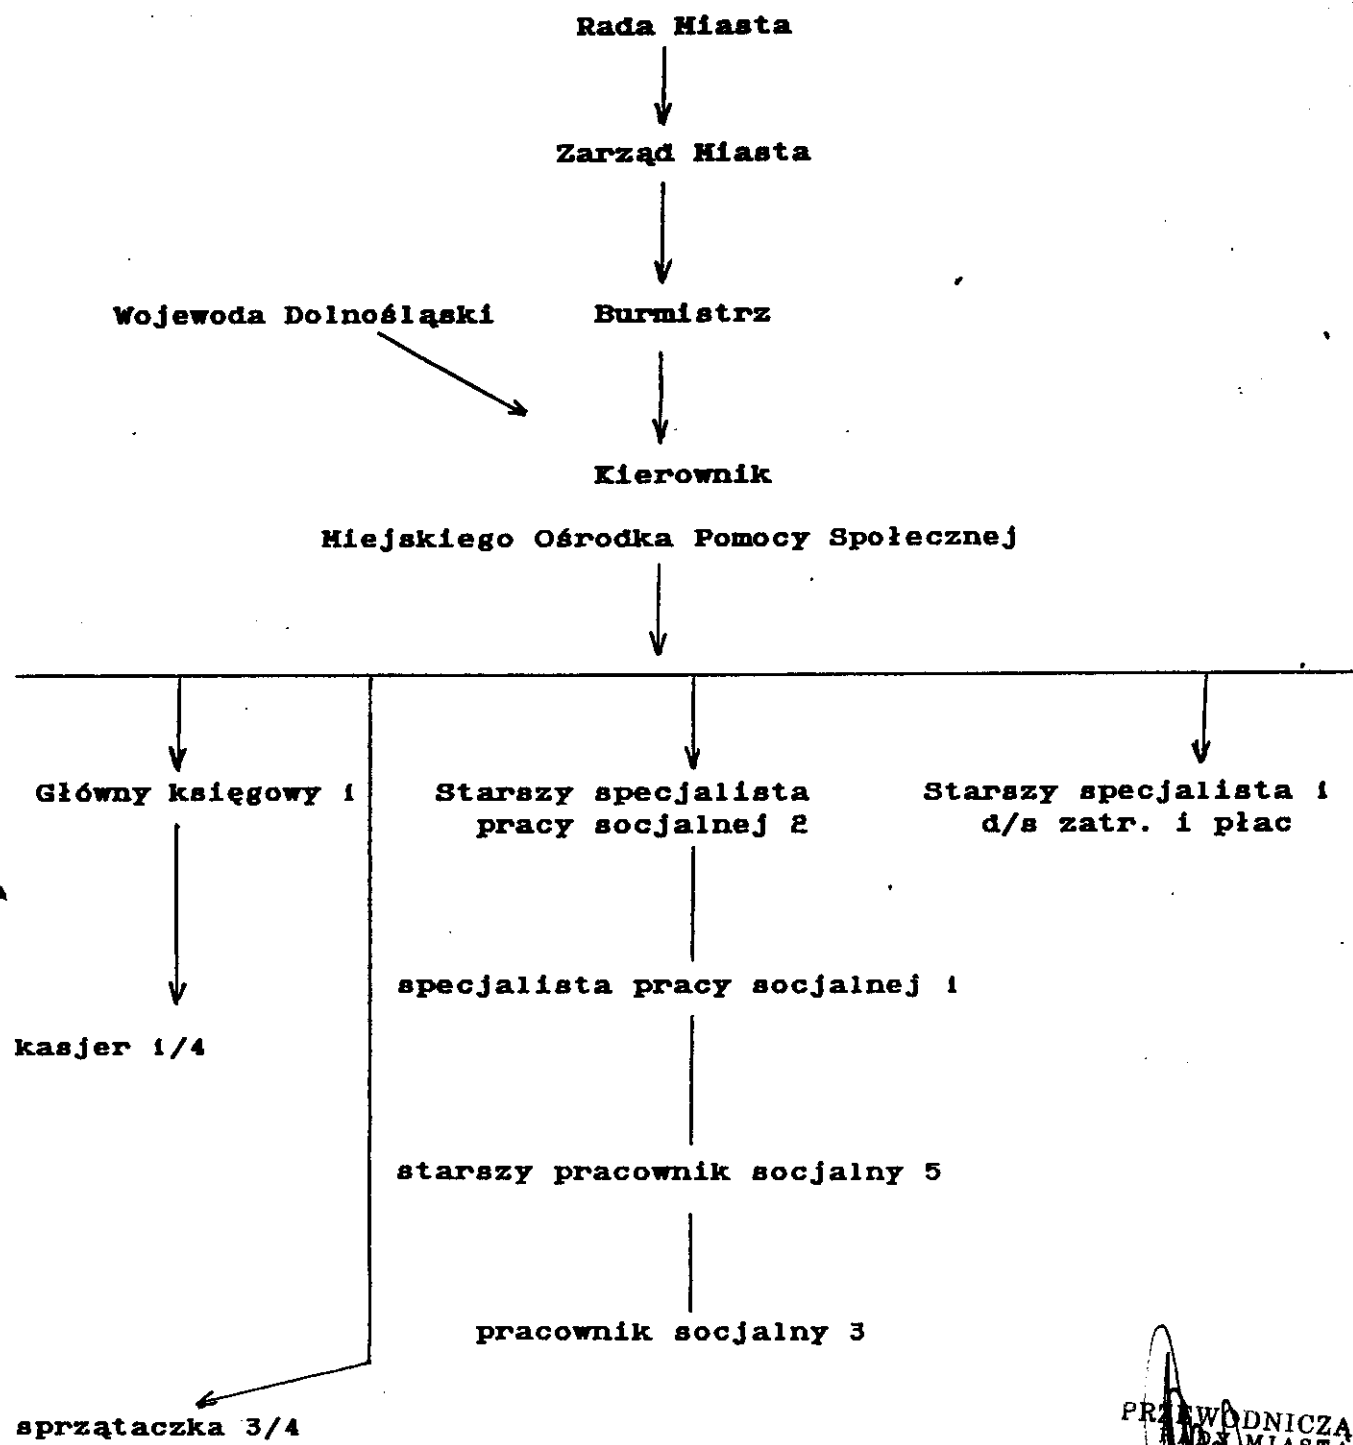 Rada Miasta
Zarząd Miasta
Wojewoda Dolnośląski Burmistrz
Kierownik
Miejskiego Ośrodka Pomocy Społecznej
Główny księgowy 1
Starszy specjalista
pracy socjalnej 2
Starszy specjalista 1
d/s zatr. i płac
specjalista pracy socjalnej 1
kasjer 1/4
starszy pracownik socjalny 5
pracownik socjalny 3
sprzątaczka 3/4
PRZEWODNICZĄ
RADY MIASTA